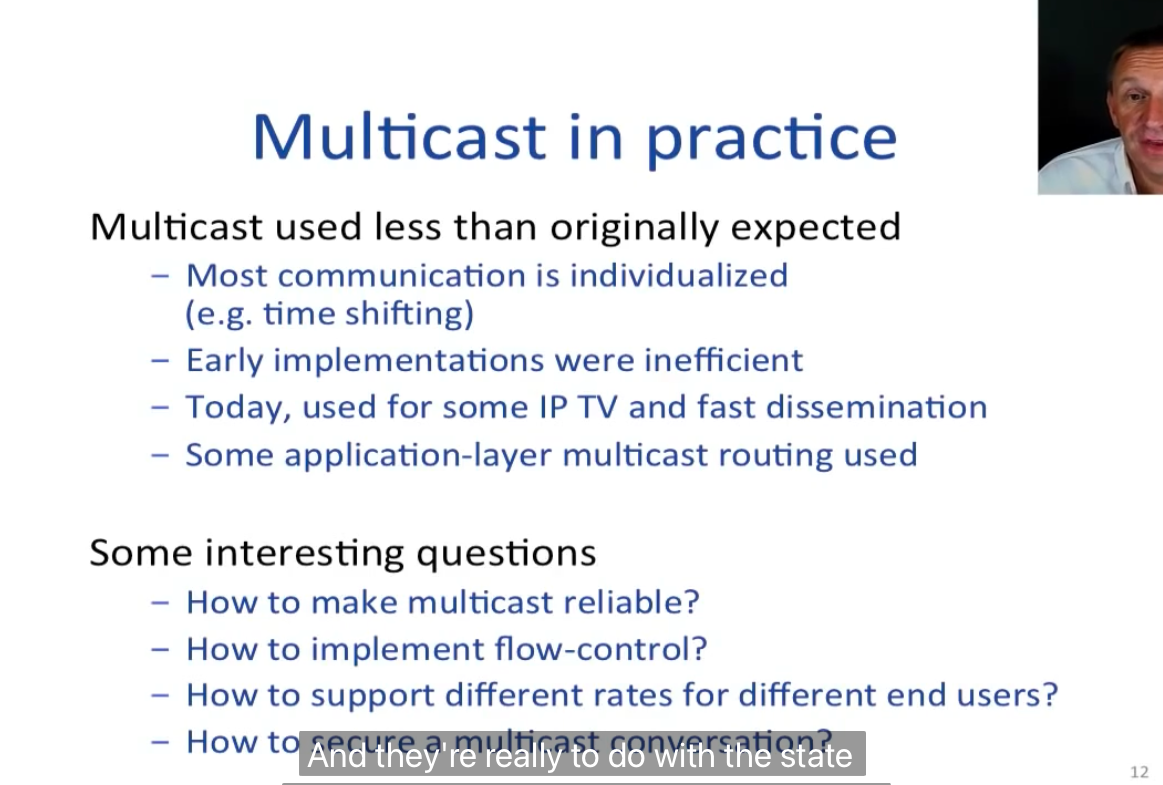 Multicast in practice
Multicast used less than originally expected
– Most communication is individualized
(e.g. time shifting)
– Early implementations were inefficient
– Today, used for some IP TV and fast dissemination
– Some application-layer multicast routing used
Some interesting questions
– How to make multicast reliable?
– How to implement flow-control?
– How to support different rates for different end users?
– How to secure a multicast conversation?
And they're really to do with the state
12